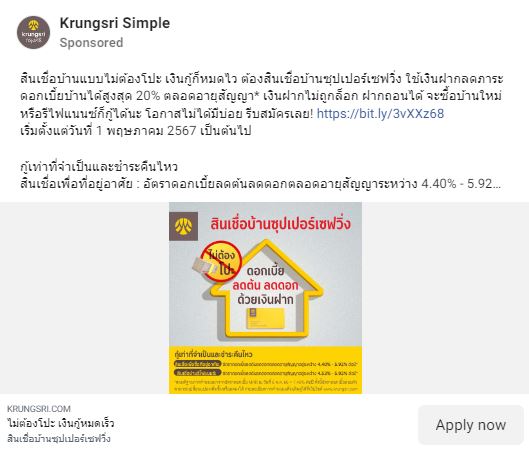 Krungsri Simple
Sponsored
krungsri
กรุงศรี
สินเชื่อบ้านแบบไม่ต้องโปะ เงินกู้ก็หมดไว ต้องสินเชื่อบ้านซุปเปอร์เซฟวิ่ง ใช้เงินฝากลดภาระ
ดอกเบี้ยบ้านได้สูงสุด 20% ตลอดอายุสัญญา* เงินฝากไม่ถูกล็อก ฝากถอนได้ จะซื้อบ้านใหม่
หรือรีไฟแนนซ์ก็กู้ได้นะ โอกาสไม่ได้มีบ่อย รีบสมัครเลย! https://bit.ly/3vXXz68
เริ่มตั้งแต่วันที่ 1 พฤษภาคม 2567 เป็นต้นไป
กู้เท่าที่จำเป็นและชำระคืนไหว
สินเชื่อเพื่อที่อยู่อาศัย : อัตราดอกเบี้ยลดต้นลดดอกตลอดอายุสัญญาระหว่าง 4.40% - 5.92...
สินเชื่อบ้านซุปเปอร์เซฟวิ่ง
ไม่ต้อง
โปะ
ดอกเบี้ย
ลดต้น ลดดอก
ด้วยเงินฝาก
กู้เท่าที่จำเป็นและชำระคืนไหว
KRUNGSRI.COM
ไม่ต้องโปะ เงินกู้หมดเร็ว
สินเชื่อบ้านซุปเปอร์เซฟวิ่ง
Apply now